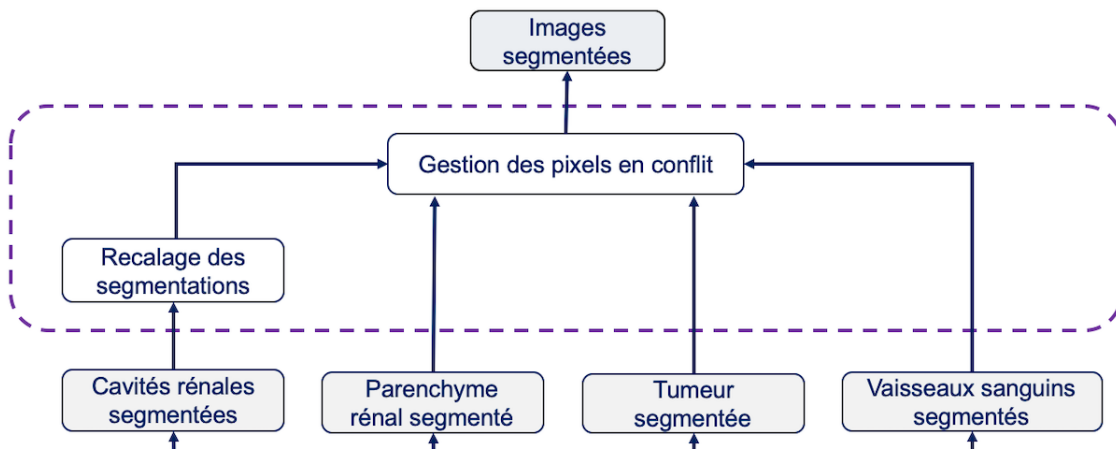 Images
segmentées
Gestion des pixels en conflit
Recalage des
segmentations
Cavités rénales
segmentées
Parenchyme
rénal segmenté
Tumeur
segmentée
Vaisseaux sanguins
segmentés